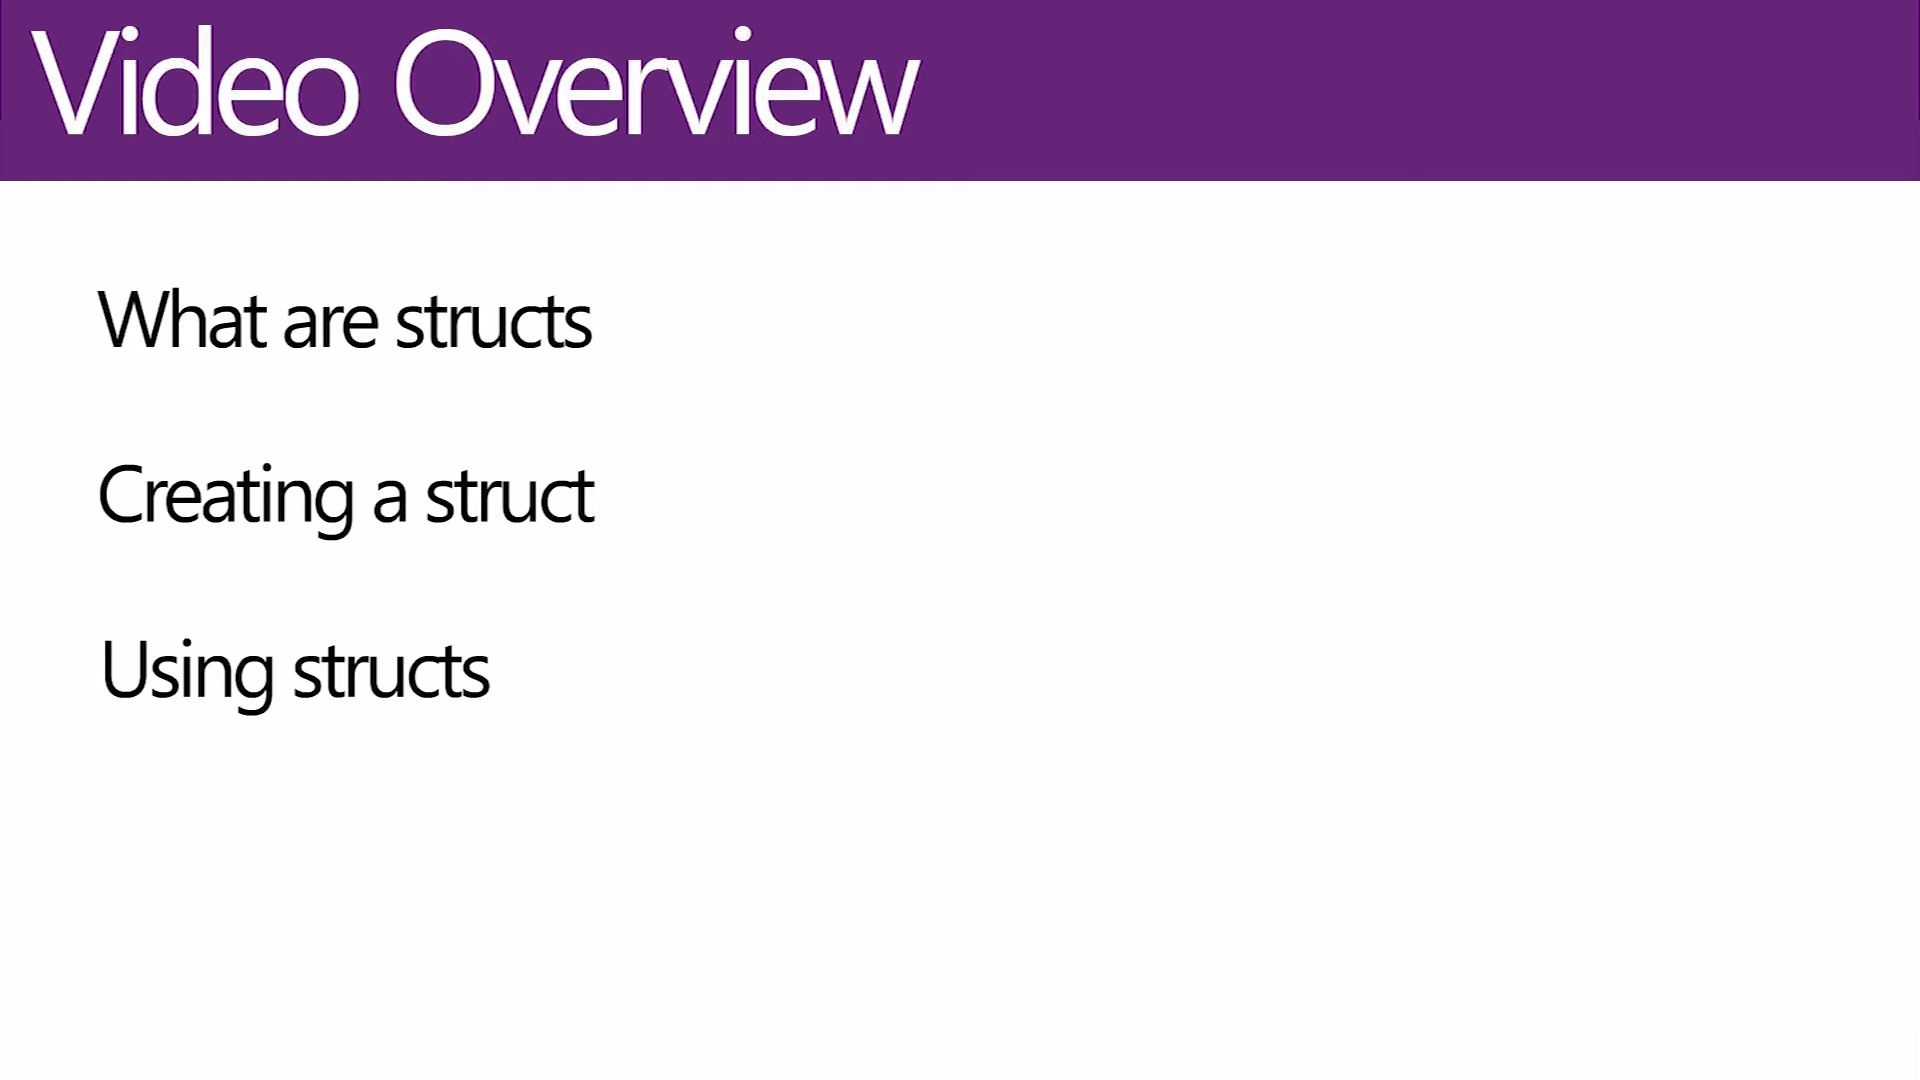 Video Overview
What are structs
Creating a struct
Using structs